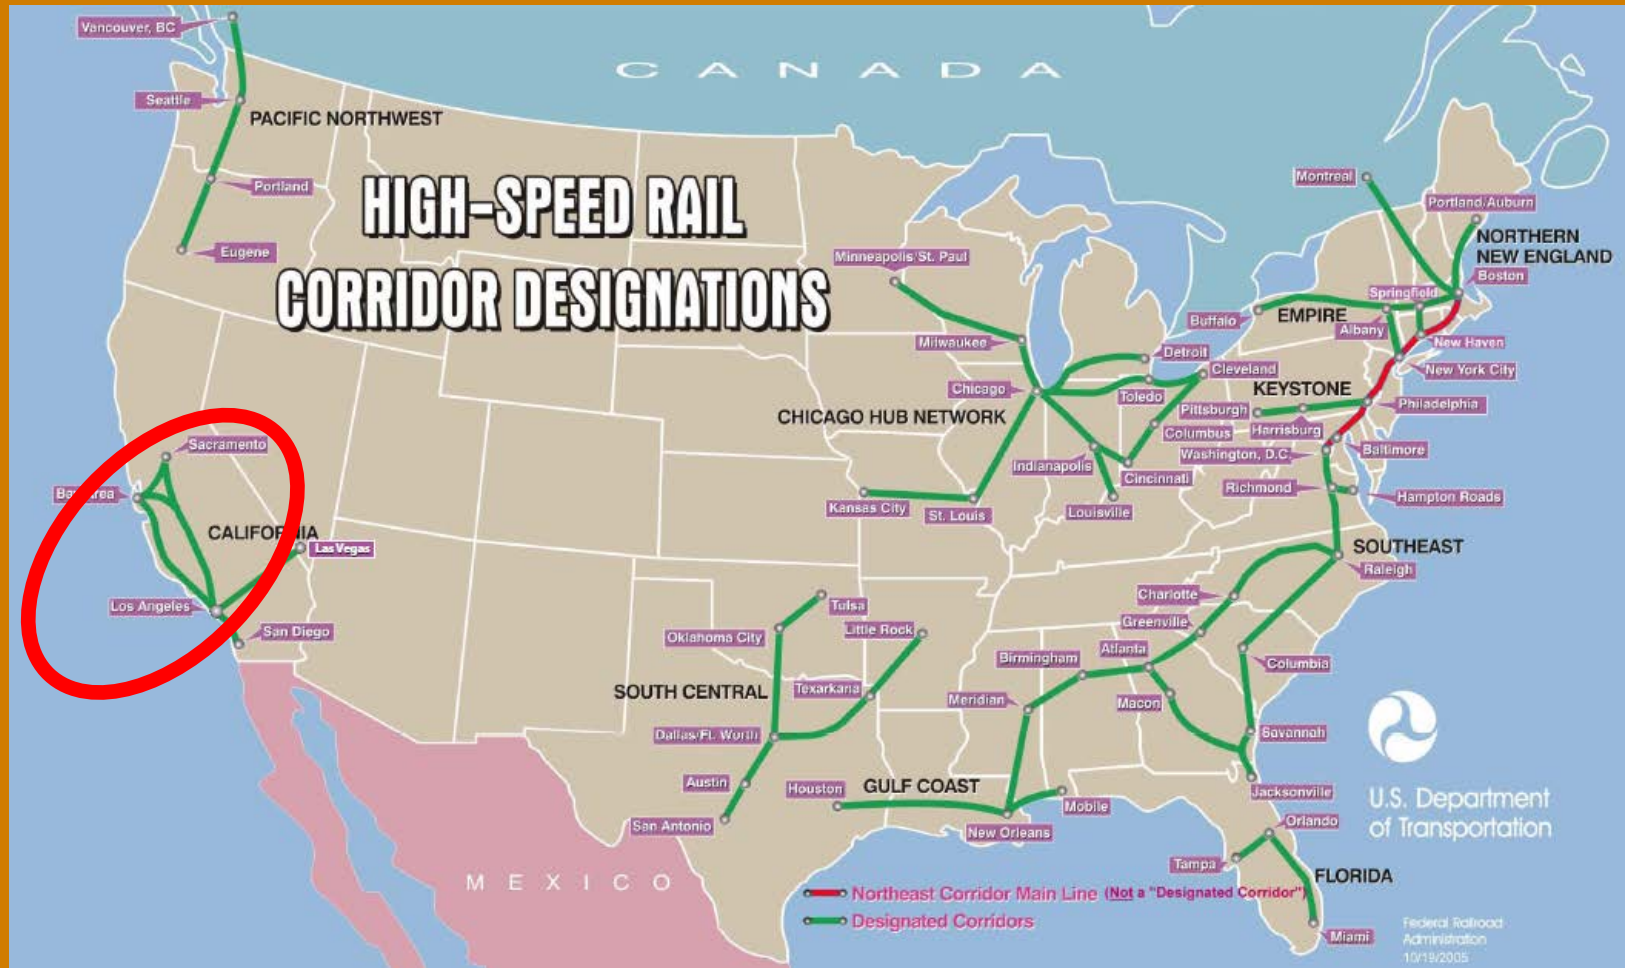 Vancouver, BC
CANADA
Seattle
PACIFIC NORTHWEST
Portland
Eugene
HIGH-SPEED RAIL
CORRIDOR DESIGNATIONS
Montreal
Portland/Auburn
NORTHERN
NEW ENGLAND
Boston
Minneapolis/St. Paul
Springfield
Buffalo
EMPIRE
Albany
New Haven
Milwaukee
Detroit
Cleveland
New York City
Chicago
Toledo
KEYSTONE
CHICAGO HUB NETWORK
Pittsburgh
Philadelphia
Columbus
Harrisburg
Sacramento
Indianapolis
Washington, D.C.
Baltimore
Cincinnati
Bay Area
Kansas City
St. Louis
Louisville
Richmond
Hampton Roads
CALIFORNIA
Las Vegas
SOUTHEAST
Raleigh
Los Angeles
San Diego
Tulsa
Charlotte
Oklahoma City
Little Rock
Greenville
Birmingham
Atlanta
Columbia
SOUTH CENTRAL
Texarkana
Meridian
Macon
Dallas/Ft. Worth
Savannah
Austin
Houston
GULF COAST
Mobile
Jacksonville
U.S. Department
of Transportation
San Antonio
New Orleans
Orlando
Tampa
FLORIDA
MEXICO
Northeast Corridor Main Line (Not a "Designated Corridor")
Designated Corridors
Miami
Federal Railroad
Administration
10/19/2005